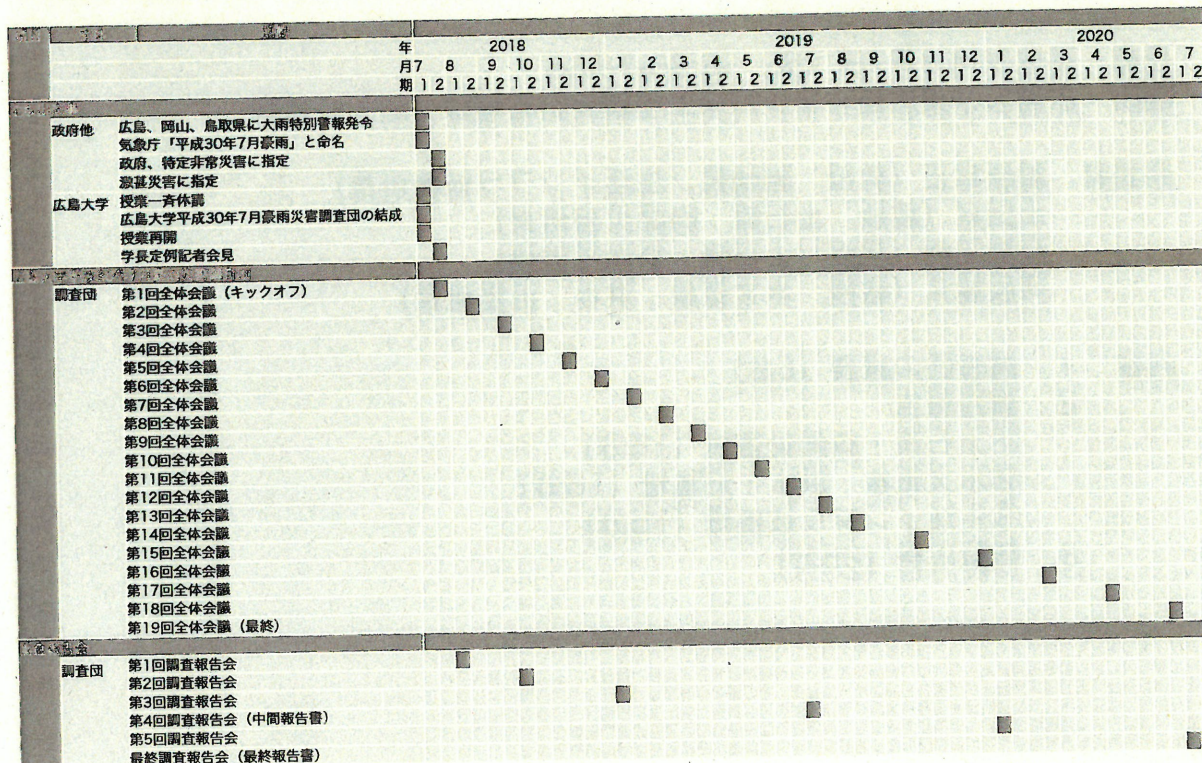 年 2018 2019 2020
月 7 8 9 10 11 12 1 2 3 4 5 6 7 8 9 10 11 12 1 2 3 4 5 6 7
期 1 2 1 2 1 2 1 2 1 2 1 2 1 2 1 2 1 2 1 2 1 2 1 2 1 2 1 2 1 2 1 2 1 2 1 2 1 2 1 2 1 2 1 2 1 2 1 2 1 2
政府他 広島、岡山、鳥取県に大雨特別警報発令
気象庁「平成30年7月豪雨」と命名
政府、特定非常災害に指定
激甚災害に指定
広島大学 授業一斉休講
広島大学平成30年7月豪雨災害調査団の結成
授業再開
学長定例記者会見
調査団 第1回全体会議（キックオフ）
第2回全体会議
第3回全体会議
第4回全体会議
第5回全体会議
第6回全体会議
第7回全体会議
第8回全体会議
第9回全体会議
第10回全体会議
第11回全体会議
第12回全体会議
第13回全体会議
第14回全体会議
第15回全体会議
第16回全体会議
第17回全体会議
第18回全体会議
第19回全体会議（最終）
調査団 第1回調査報告会
第2回調査報告会
第3回調査報告会
第4回調査報告会（中間報告書）
第5回調査報告会
最終調査報告会（最終報告書）